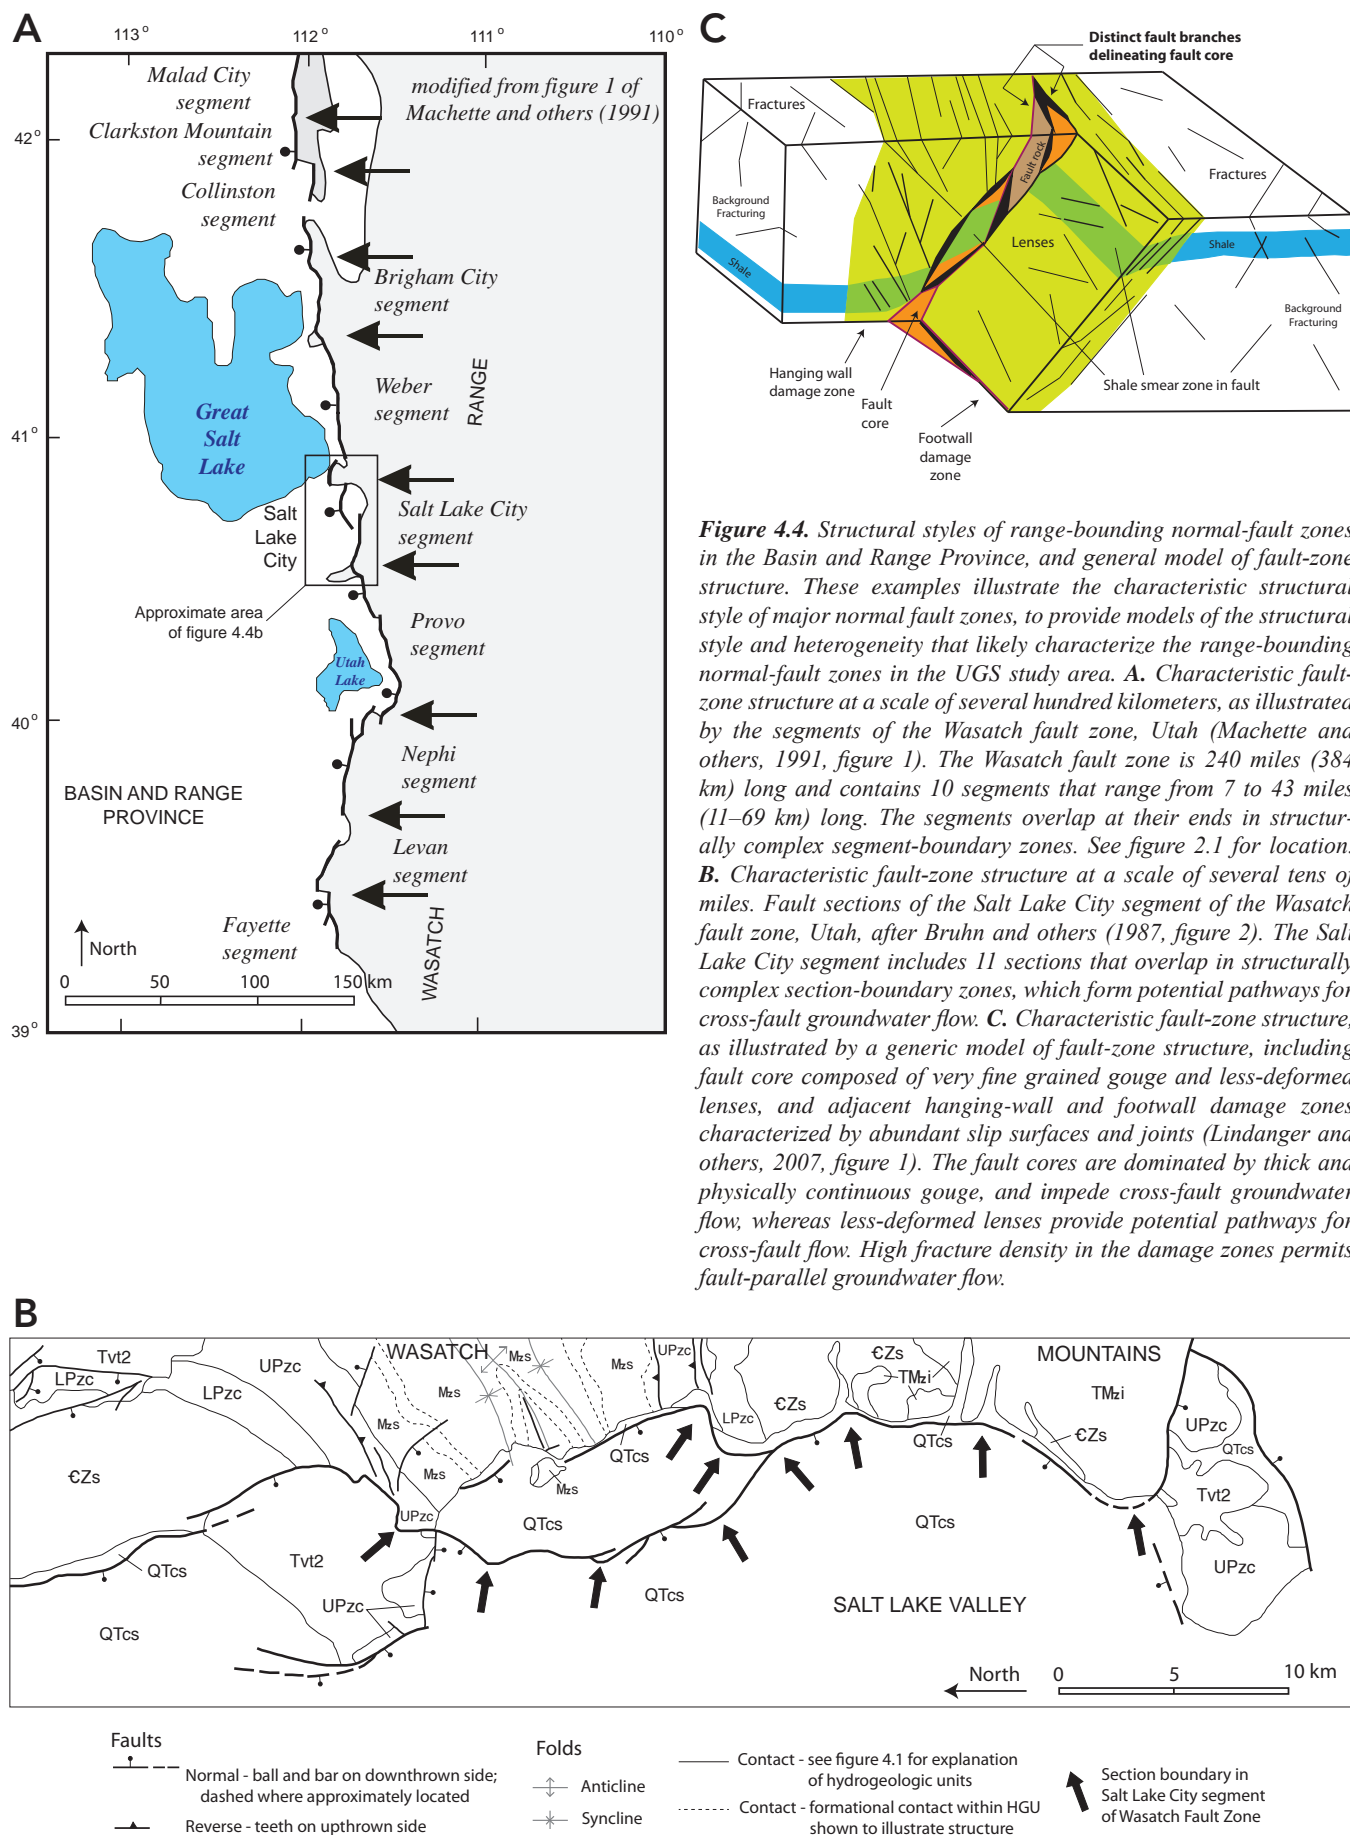 A
113°
112°
111°
110°
42°
41°
40°
39°
modified from figure 1 of
Machette and others (1991)
Malad City
segment
Clarkston Mountain
segment
Collinston
segment
Brigham City
segment
Weber
segment
RANGE
Great
Salt
Lake
Salt
Lake
City
Salt Lake City
segment
Approximate area
of figure 4.4b
Provo
segment
Utah
Lake
Nephi
segment
BASIN AND RANGE
PROVINCE
Levan
segment
Fayette
segment
WASATCH
North
0 50 100 150 km
C
Distinct fault branches
delineating fault core
Fractures
Fault rock
Fractures
Background
Fracturing
Lenses
Shale
Shale
Background
Fracturing
Hanging wall
damage zone
Fault
core
Shale smear zone in fault
Footwall
damage
zone
Figure 4.4. Structural styles of range-bounding normal-fault zones
in the Basin and Range Province, and general model of fault-zone
structure. These examples illustrate the characteristic structural
style of major normal fault zones, to provide models of the structural
style and heterogeneity that likely characterize the range-bounding
normal-fault zones in the UGS study area. A. Characteristic fault-
zone structure at a scale of several hundred kilometers, as illustrated
by the segments of the Wasatch fault zone, Utah (Machette and
others, 1991, figure 1). The Wasatch fault zone is 240 miles (384
km) long and contains 10 segments that range from 7 to 43 miles
(11–69 km) long. The segments overlap at their ends in structur-
ally complex segment-boundary zones. See figure 2.1 for location.
B. Characteristic fault-zone structure at a scale of several tens of
miles. Fault sections of the Salt Lake City segment of the Wasatch
fault zone, Utah, after Bruhn and others (1987, figure 2). The Salt
Lake City segment includes 11 sections that overlap in structurally
complex section-boundary zones, which form potential pathways for
cross-fault groundwater flow. C. Characteristic fault-zone structure,
as illustrated by a generic model of fault-zone structure, including
fault core composed of very fine grained gouge and less-deformed
lenses, and adjacent hanging-wall and footwall damage zones
characterized by abundant slip surfaces and joints (Lindanger and
others, 2007, figure 1). The fault cores are dominated by thick and
physically continuous gouge, and impede cross-fault groundwater
flow, whereas less-deformed lenses provide potential pathways for
cross-fault flow. High fracture density in the damage zones permits
fault-parallel groundwater flow.
B
WASATCH
MOUNTAINS
Tvt2
LPzc
UPzc
LPzc
Mzs
Mzs
Mzs
Mzs
Mzs
Mzs
UPzc
LPzc
ЄZs
ЄZs
TMzi
ЄZs
UPzc
QTcs
Tvt2
UPzc
ЄZs
QTcs
QTcs
QTcs
UPzc
QTcs
QTcs
QTcs
Tvt2
UPzc
QTcs
SALT LAKE VALLEY
North
0 5 10 km
Faults
Normal - ball and bar on downthrown side;
dashed where approximately located
Reverse - teeth on upthrown side
Folds
Anticline
Syncline
Contact - see figure 4.1 for explanation
of hydrogeologic units
Contact - formational contact within HGU
shown to illustrate structure
Section boundary in
Salt Lake City segment
of Wasatch Fault Zone